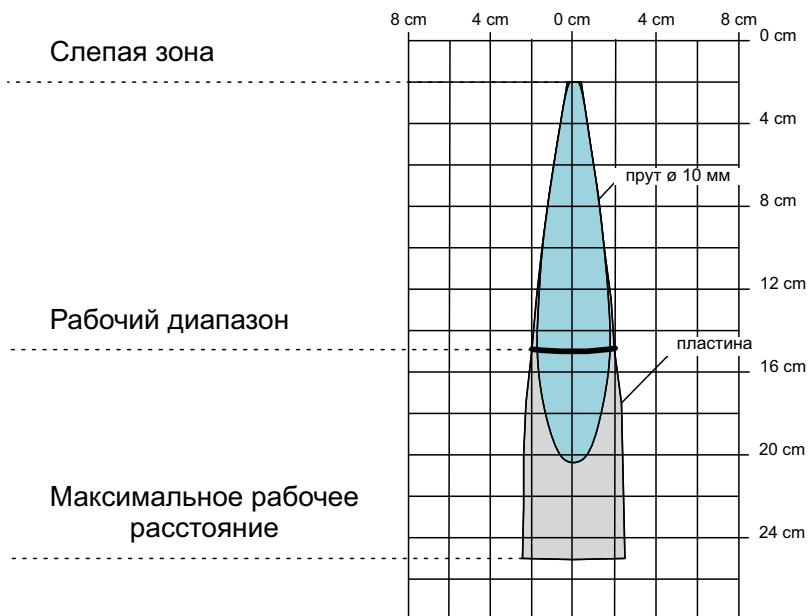 8 cm 4 cm 0 cm 4 cm 8 cm
0 cm
Слепая зона
4 cm
прут ø 10 мм
8 cm
12 cm
Рабочий диапазон
пластина
16 cm
20 cm
Максимальное рабочее
расстояние
24 cm